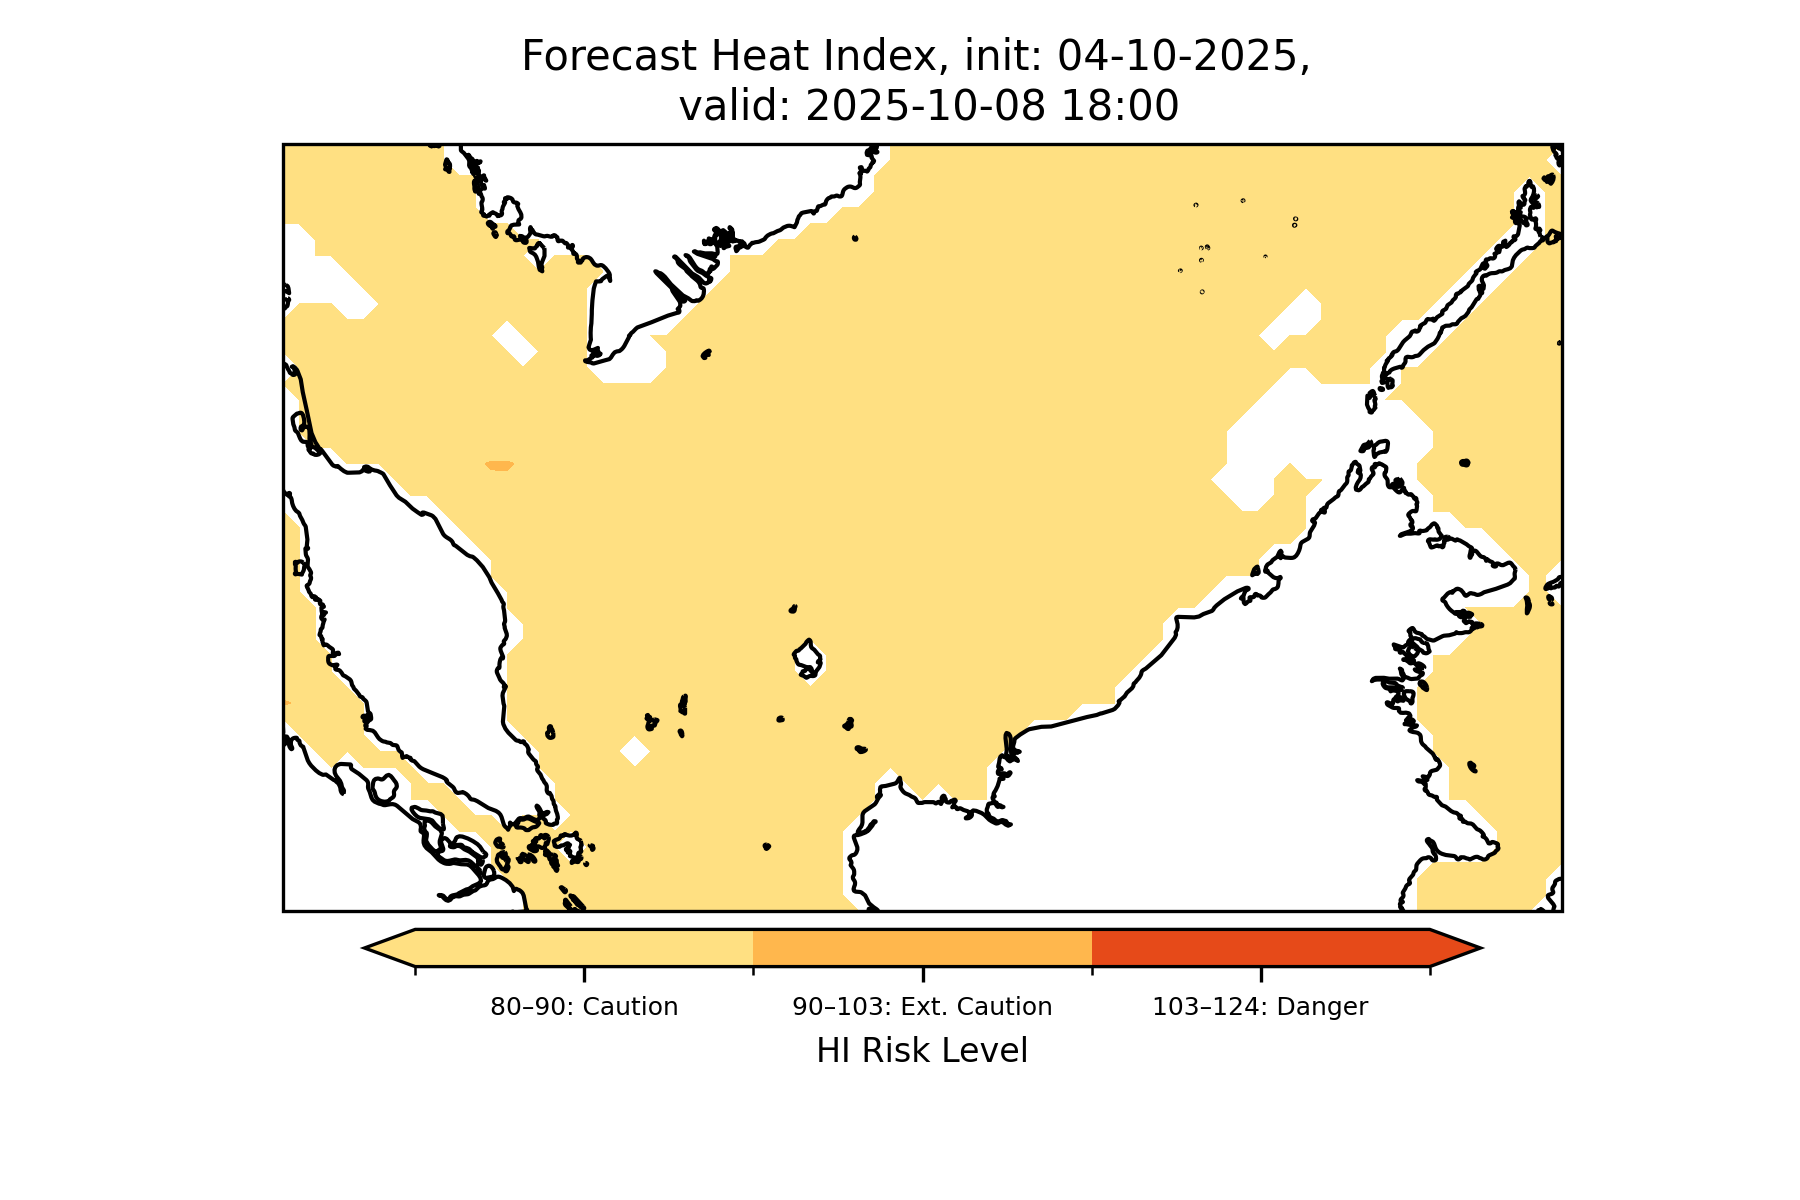 Forecast Heat Index, init: 04-10-2025,
valid: 2025-10-08 18:00
80–90: Caution
90–103: Ext. Caution
103–124: Danger
HI Risk Level